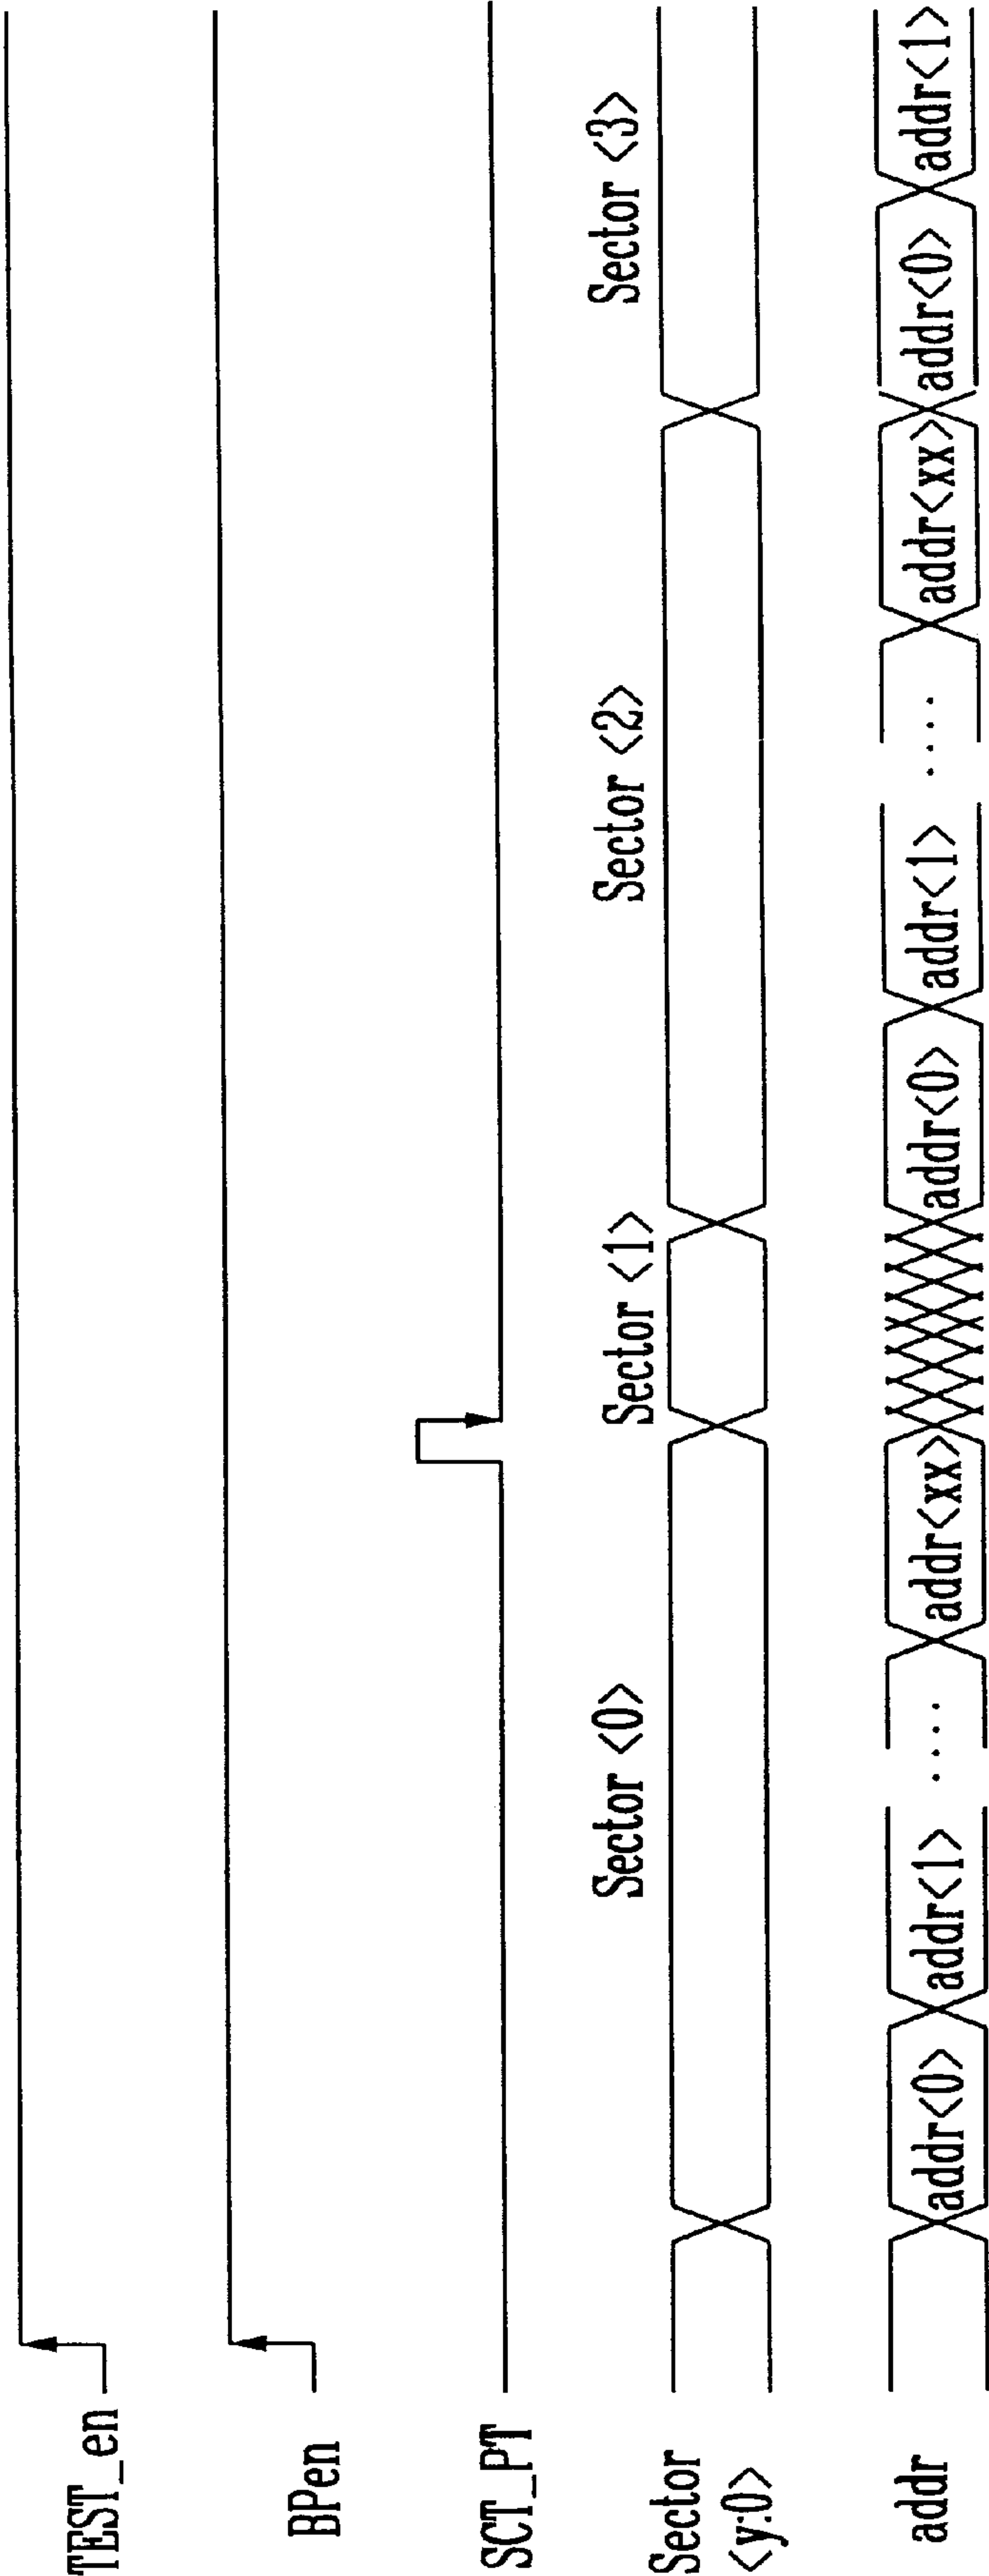 TEST_en
BPen
SCT_PT
Sector <0> Sector <1> Sector <2> Sector <3>
Sector
<y:0>
addr addr<0> addr<1> .... addr<xx> addr<0> addr<1> .... addr<xx> addr<0> addr<1>